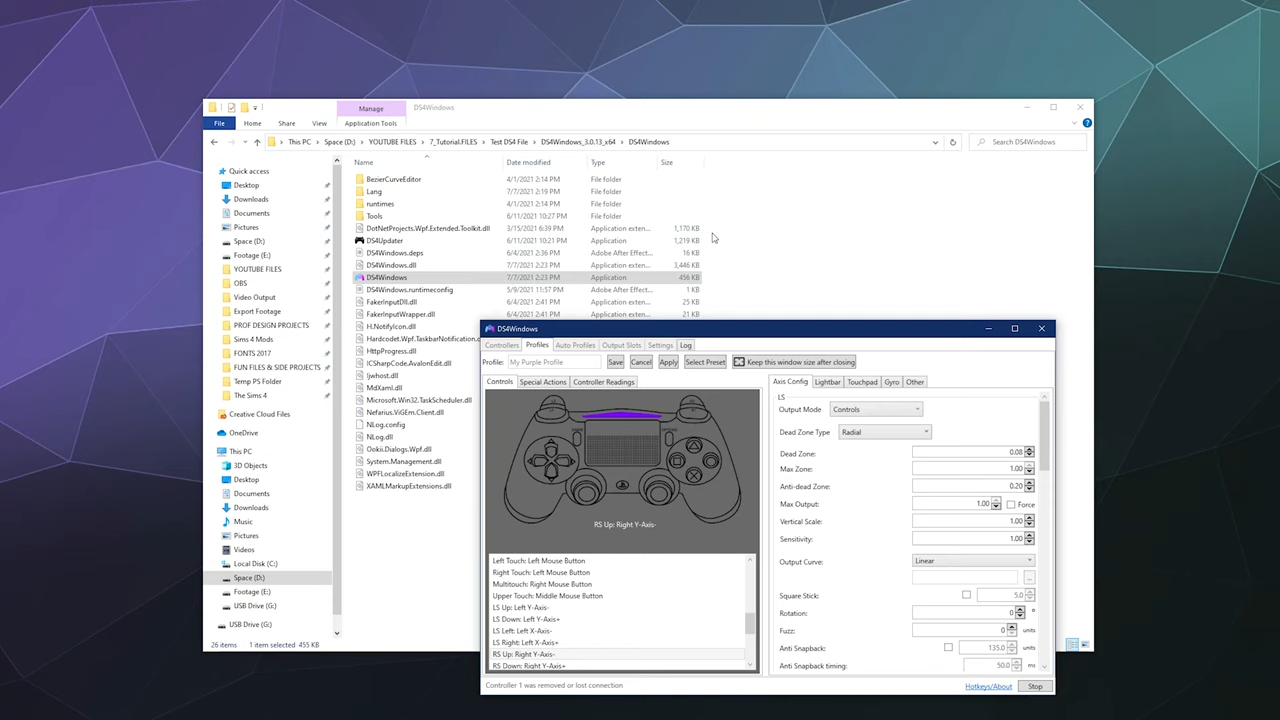 Manage
DS4Windows
File
Home
Share
View
Application Tools
This PC
Space (D:)
YOUTUBE FILES
7_Tutorial.FILES
Test DS4 File
DS4Windows_3.0.13_x64
DS4Windows
Search DS4Windows
Name
Date modified
Type
Size
Quick access
Desktop
Downloads
Documents
Pictures
Space (D:)
Footage (E:)
YOUTUBE FILES
OBS
Video Output
Export Footage
PROF DESIGN PROJECTS
Sims 4 Mods
FONTS 2017
FUN FILES & SIDE PROJECTS
Temp PS Folder
The Sims 4
Creative Cloud Files
OneDrive
This PC
3D Objects
Desktop
Documents
Downloads
Music
Pictures
Videos
Local Disk (C:)
Space (D:)
Footage (E:)
USB Drive (G:)
USB Drive (G:)
BezierCurveEditor 4/1/2021 2:14 PM File folder
Lang 7/7/2021 2:19 PM File folder
runtimes 4/1/2021 2:14 PM File folder
Tools 6/11/2021 10:27 PM File folder
DotNetProjects.Wpf.Extended.Toolkit.dll 3/15/2021 6:39 PM Application exten... 1,170 KB
DS4Updater 6/11/2021 10:21 PM Application 1,219 KB
DS4Windows.deps 6/4/2021 2:36 PM Adobe After Effect... 16 KB
DS4Windows.dll 7/7/2021 2:23 PM Application exten... 3,446 KB
DS4Windows 7/7/2021 2:23 PM Application 456 KB
DS4Windows.runtimeconfig 5/9/2021 11:57 PM Adobe After Effect... 1 KB
FakerInputDll.dll 6/4/2021 2:41 PM Application exten... 25 KB
FakerInputWrapper.dll 6/4/2021 2:41 PM Application exten... 21 KB
H.NotifyIcon.dll
Hardcodet.Wpf.TaskbarNotification.
HttpProgress.dll
ICSharpCode.AvalonEdit.dll
Ijwhost.dll
MdXaml.dll
Microsoft.Win32.TaskScheduler.dll
Nefarius.ViGEm.Client.dll
NLog.config
NLog.dll
Ookii.Dialogs.Wpf.dll
System.Management.dll
WPFLocalizeExtension.dll
XAMLMarkupExtensions.dll
26 items 1 item selected 455 KB
DS4Windows
Controllers
Profiles
Auto Profiles
Output Slots
Settings
Log
Profile: My Purple Profile
Save
Cancel
Apply
Select Preset
Keep this window size after closing
Controls
Special Actions
Controller Readings
RS Up: Right Y-Axis-
Left Touch: Left Mouse Button
Right Touch: Left Mouse Button
Multitouch: Right Mouse Button
Upper Touch: Middle Mouse Button
LS Up: Left Y-Axis-
LS Down: Left Y-Axis+
LS Left: Left X-Axis-
LS Right: Left X-Axis+
RS Up: Right Y-Axis-
RS Down: Right Y-Axis+
Axis Config
Lightbar
Touchpad
Gyro
Other
LS
Output Mode Controls
Dead Zone Type Radial
Dead Zone: 0.08
Max Zone: 1.00
Anti-dead Zone: 0.20
Max Output: 1.00 Force
Vertical Scale: 1.00
Sensitivity: 1.00
Output Curve: Linear
...
Square Stick: 5.0
Rotation: 0 °
Fuzz: 0 units
Anti Snapback: 135.0 units
Anti Snapback timing: 50.0 ms
Controller 1 was removed or lost connection
Hotkeys/About
Stop